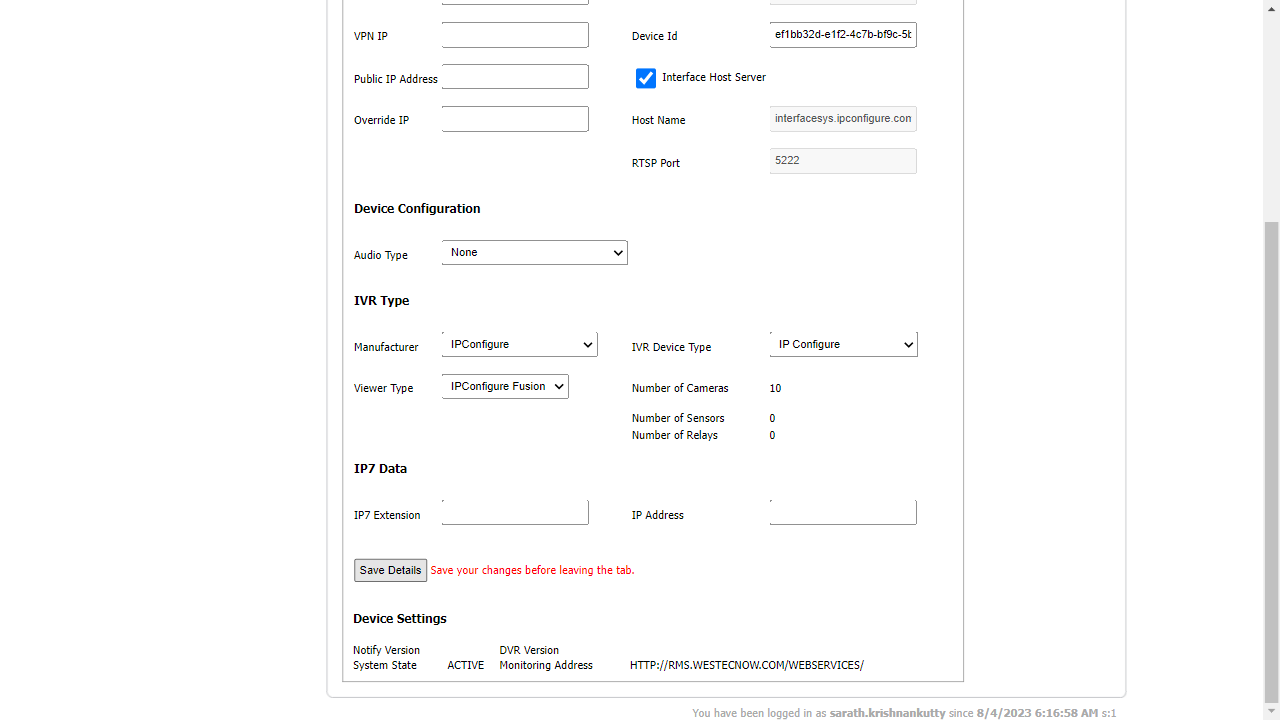 VPN IP
Device Id ef1bb32d-e1f2-4c7b-bf9c-5b
Public IP Address
Interface Host Server
Override IP
Host Name interfacesys.ipconfigure.com
RTSP Port 5222
Device Configuration
Audio Type None
IVR Type
Manufacturer IPConfigure IVR Device Type IP Configure
Viewer Type IPConfigure Fusion Number of Cameras 10
Number of Sensors 0
Number of Relays 0
IP7 Data
IP7 Extension IP Address
Save Details Save your changes before leaving the tab.
Device Settings
Notify Version DVR Version
System State ACTIVE Monitoring Address HTTP://RMS.WESTECNOW.COM/WEBSERVICES/
You have been logged in as sarath.krishnankutty since 8/4/2023 6:16:58 AM s:1